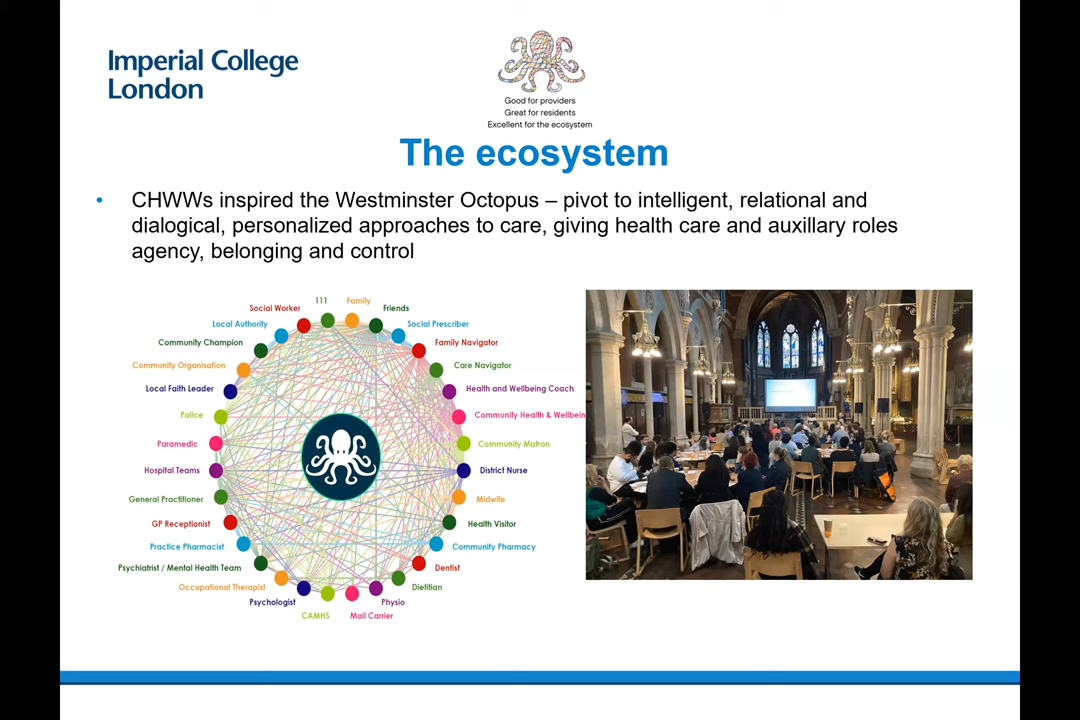 Imperial College
London
Good for providers
Great for residents
Excellent for the ecosystem
The ecosystem
• CHWWs inspired the Westminster Octopus – pivot to intelligent, relational and
dialogical, personalized approaches to care, giving health care and auxillary roles
agency, belonging and control
111
Family
Friends
Social Prescriber
Family Navigator
Care Navigator
Health and Wellbeing Coach
Community Health & Wellbein
Community Matron
District Nurse
Midwife
Health Visitor
Community Pharmacy
Dentist
Dietitian
Physio
Mail Carrier
CAMHS
Psychologist
Occupational Therapist
Psychiatrist / Mental Health Team
Practice Pharmacist
GP Receptionist
General Practitioner
Hospital Teams
Paramedic
Police
Local Faith Leader
Community Organisation
Community Champion
Local Authority
Social Worker